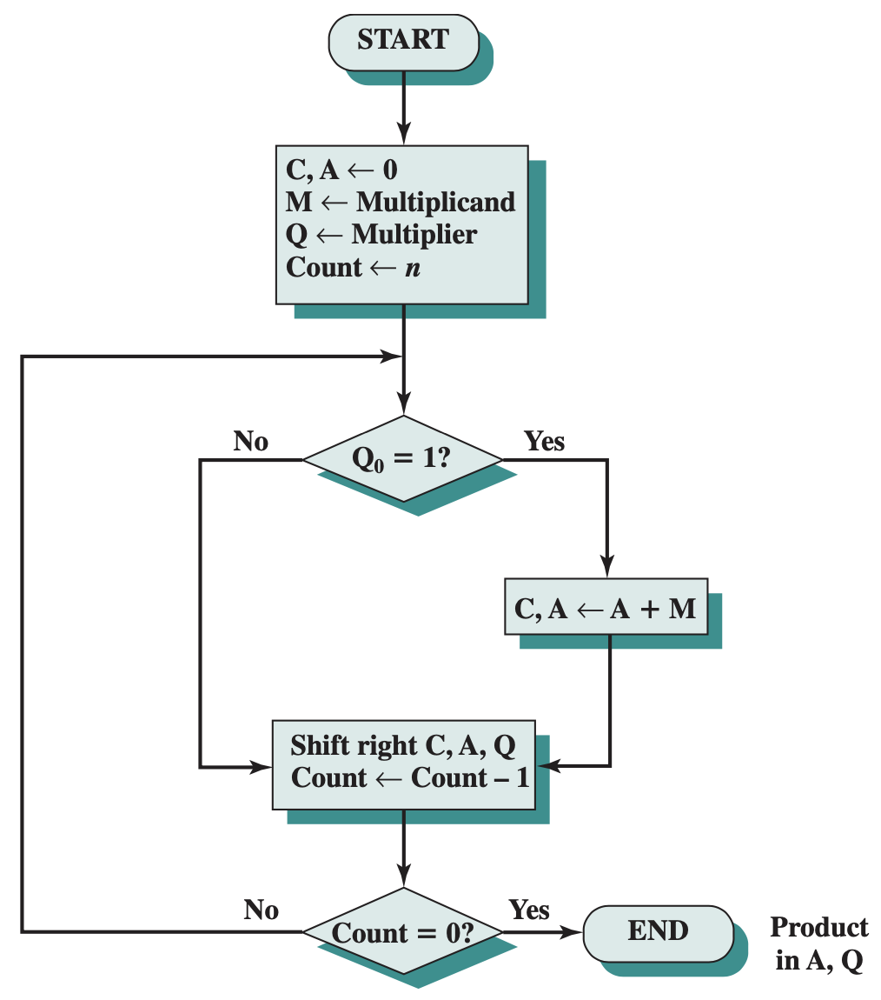 START
C, A ← 0
M ← Multiplicand
Q ← Multiplier
Count ← n
No
Yes
Q₀ = 1?
C, A ← A + M
Shift right C, A, Q
Count ← Count – 1
No
Yes
Count = 0?
END
Product
in A, Q